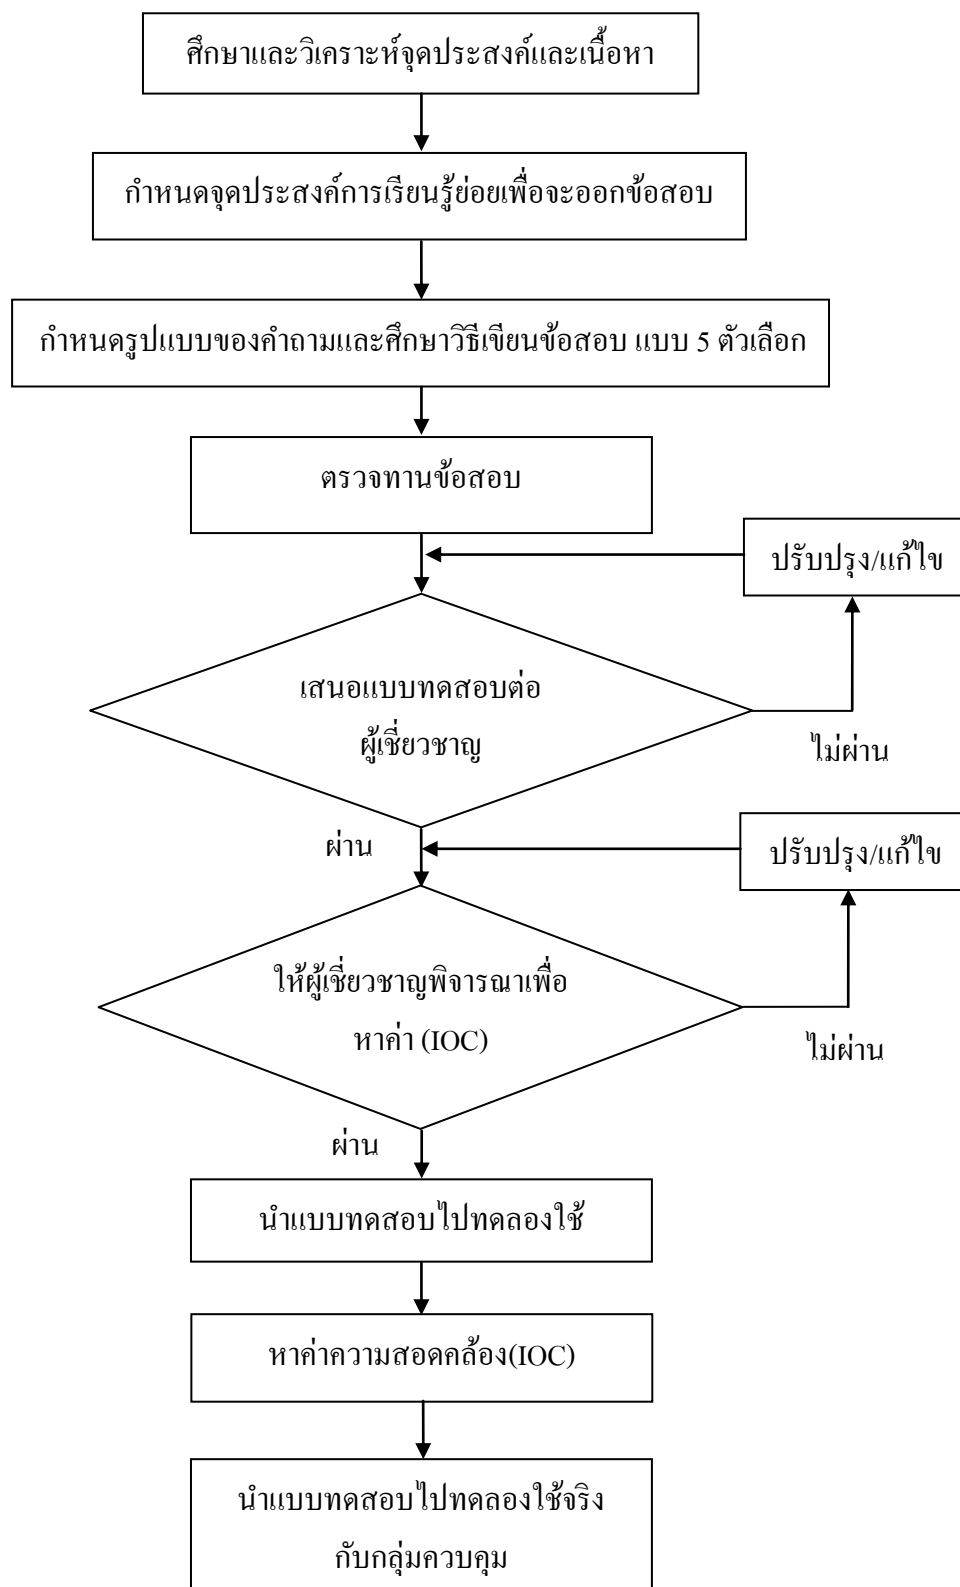 ศึกษาและวิเคราะห์จุดประสงค์และเนื้อหา
กำหนดจุดประสงค์การเรียนรู้ย่อยเพื่อจะออกข้อสอบ
กำหนดรูปแบบของคำถามและศึกษาวิธีเขียนข้อสอบ แบบ 5 ตัวเลือก
ตรวจทานข้อสอบ
ปรับปรุง/แก้ไข
เสนอแบบทดสอบต่อ
ผู้เชี่ยวชาญ
ไม่ผ่าน
ผ่าน
ปรับปรุง/แก้ไข
ให้ผู้เชี่ยวชาญพิจารณาเพื่อ
หาค่า (IOC)
ไม่ผ่าน
ผ่าน
นำแบบทดสอบไปทดลองใช้
หาค่าความสอดคล้อง(IOC)
นำแบบทดสอบไปทดลองใช้จริง
กับกลุ่มควบคุม